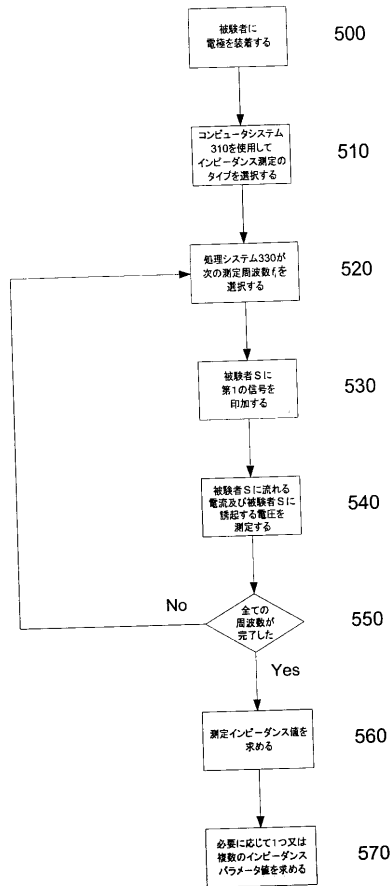 被験者に
電極を装着する
500
コンピュータシステム
310を使用して
インピーダンス測定の
タイプを選択する
510
処理システム330が
次の測定周波数fiを
選択する
520
被験者Sに
第1の信号を
印加する
530
被験者Sに流れる
電流及び被験者Sに
誘起する電圧を
測定する
540
No
全ての
周波数が
完了した
550
Yes
測定インピーダンス値を
求める
560
必要に応じて1つ又は
複数のインピーダンス
パラメータ値を求める
570